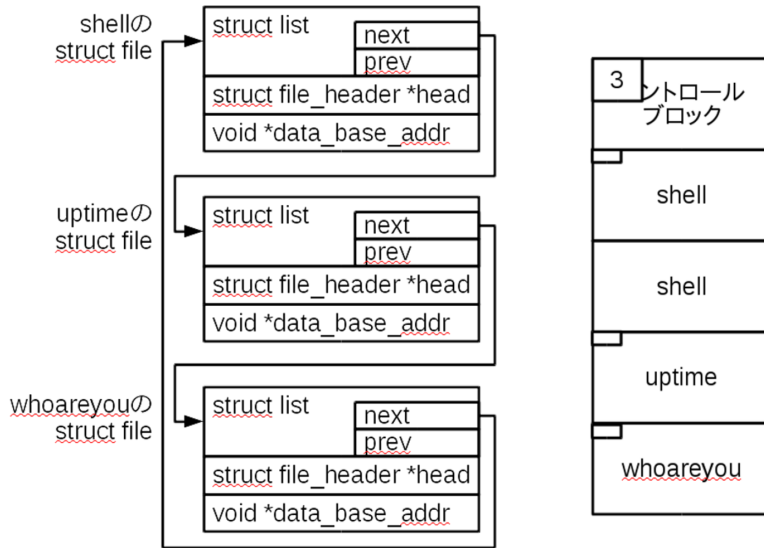 shellの
struct file
struct list
next
prev
struct file_header *head
void *data_base_addr
uptimeの
struct file
struct list
next
prev
struct file_header *head
void *data_base_addr
whoareyouの
struct file
struct list
next
prev
struct file_header *head
void *data_base_addr
3
ントロール
ブロック
shell
shell
uptime
whoareyou